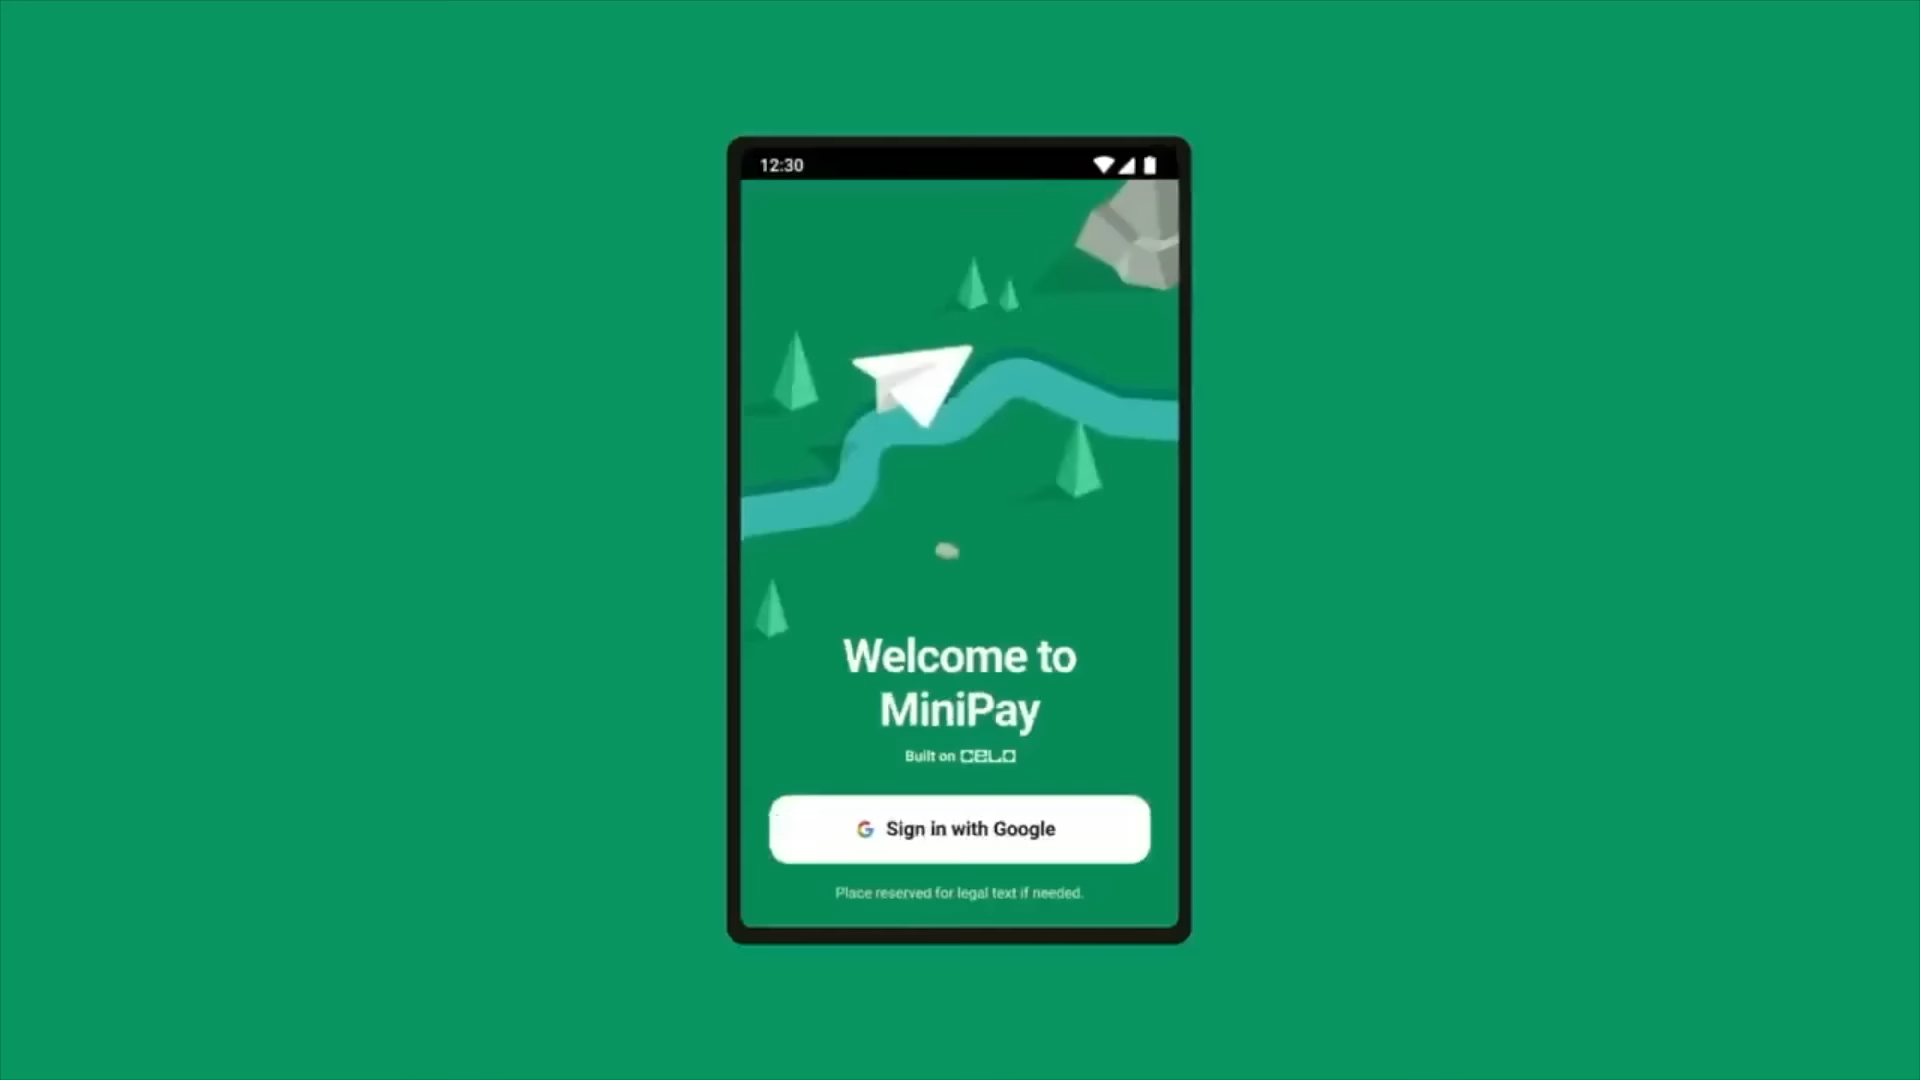 12:30
Welcome to
MiniPay
Built on CELO
Sign in with Google
Place reserved for legal text if needed.